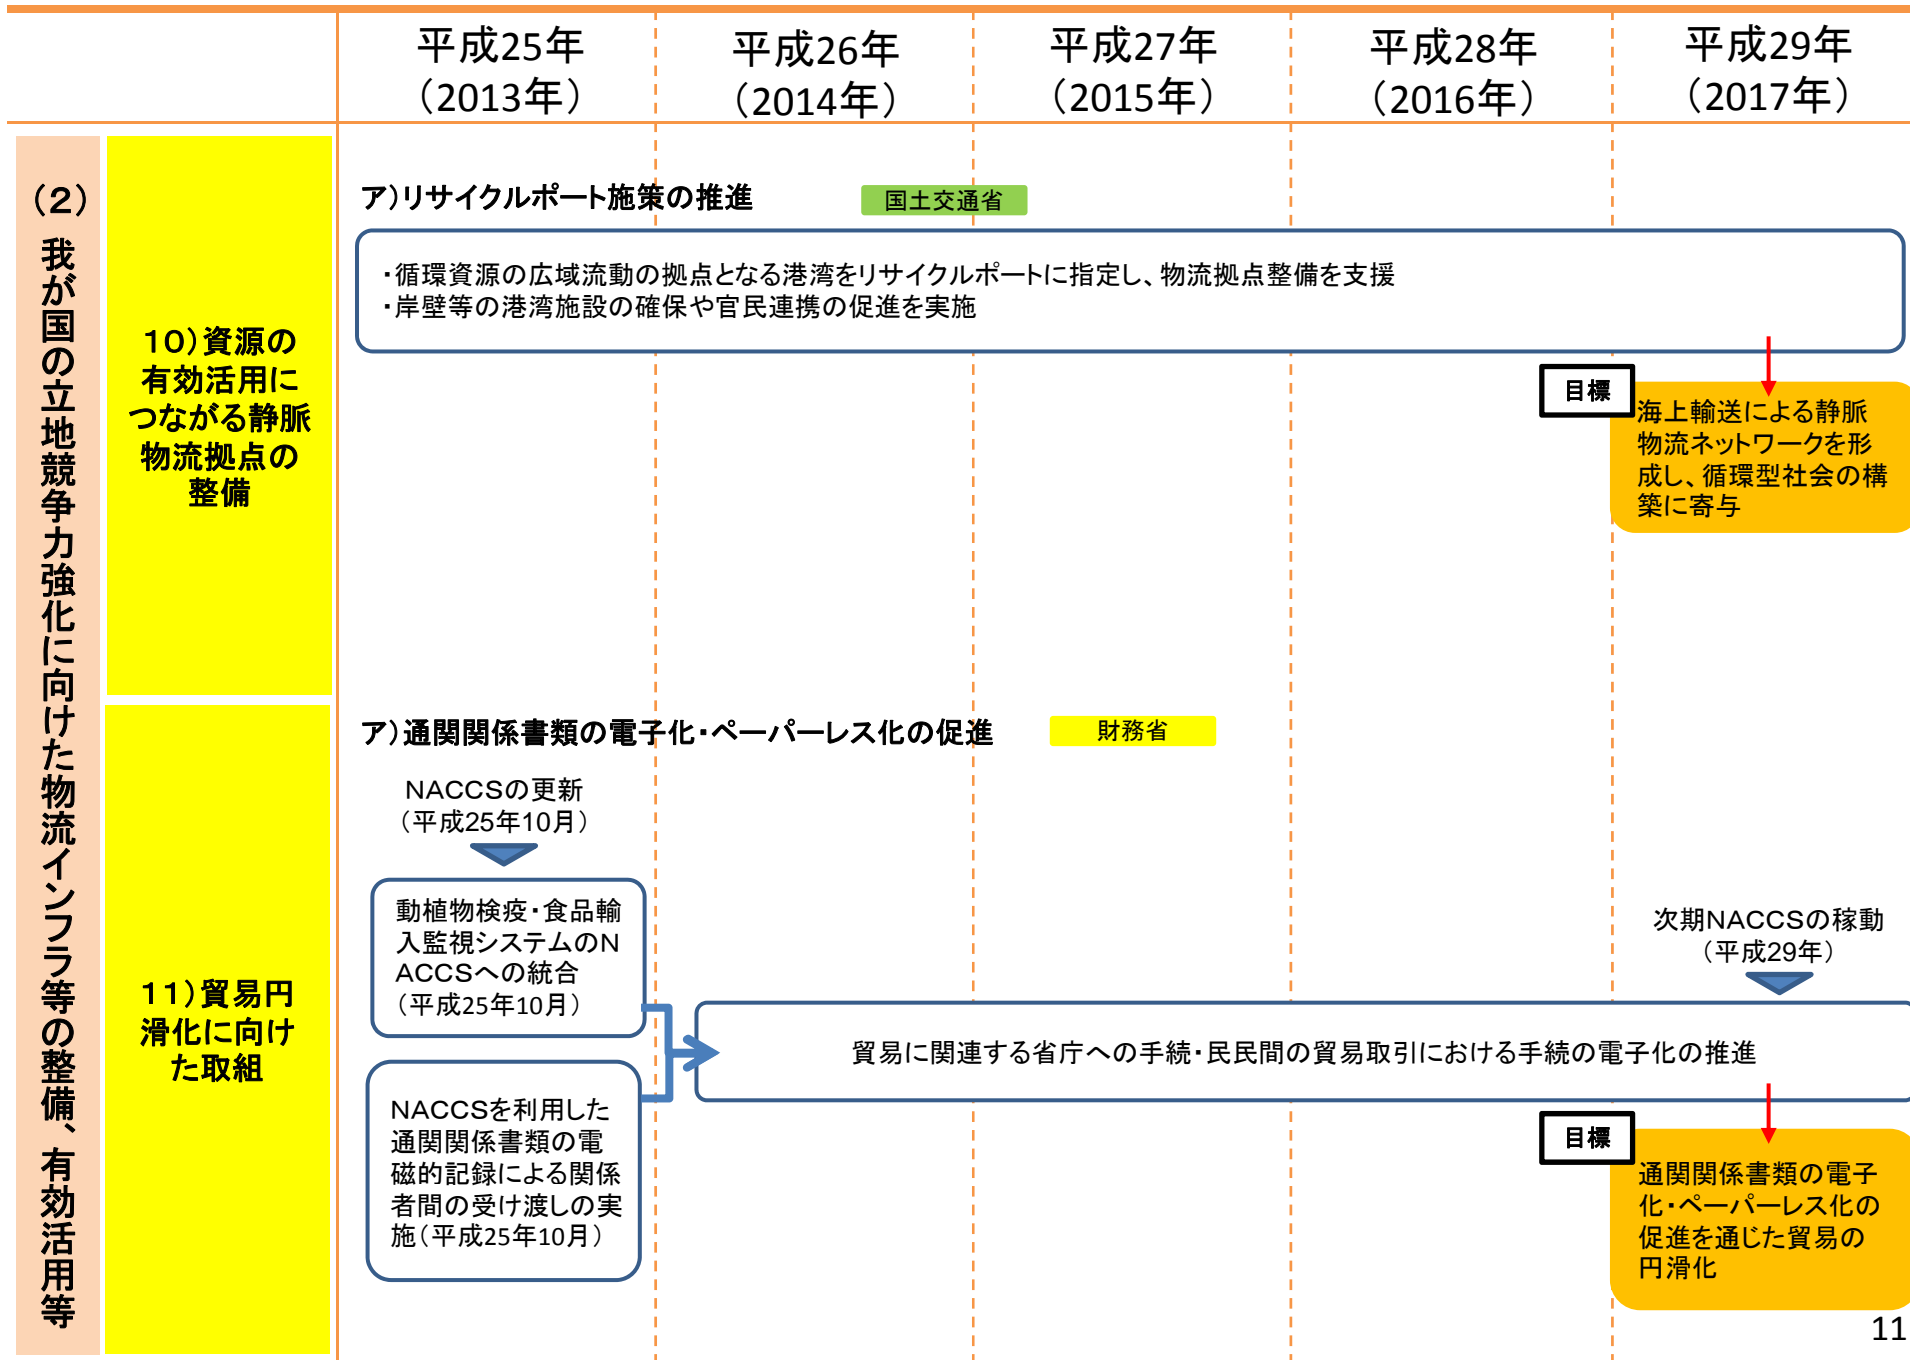 平成25年
（2013年）
平成26年
（2014年）
平成27年
（2015年）
平成28年
（2016年）
平成29年
（2017年）
（２）我が国の立地競争力強化に向けた物流インフラ等の整備、有効活用等
１０）資源の
有効活用に
つながる静脈
物流拠点の
整備
ア）リサイクルポート施策の推進
国土交通省
・循環資源の広域流動の拠点となる港湾をリサイクルポートに指定し、物流拠点整備を支援
・岸壁等の港湾施設の確保や官民連携の促進を実施
目標
海上輸送による静脈
物流ネットワークを形
成し、循環型社会の構
築に寄与
１１）貿易円
滑化に向け
た取組
ア）通関関係書類の電子化・ペーパーレス化の促進
財務省
ＮＡＣＣＳの更新
（平成25年10月）
動植物検疫・食品輸
入監視システムのＮ
ＡＣＣＳへの統合
（平成25年10月）
ＮＡＣＣＳを利用した
通関関係書類の電
磁的記録による関係
者間の受け渡しの実
施（平成25年10月）
次期ＮＡＣＣＳの稼動
（平成29年）
貿易に関連する省庁への手続・民民間の貿易取引における手続の電子化の推進
目標
通関関係書類の電子
化・ペーパーレス化の
促進を通じた貿易の
円滑化
11